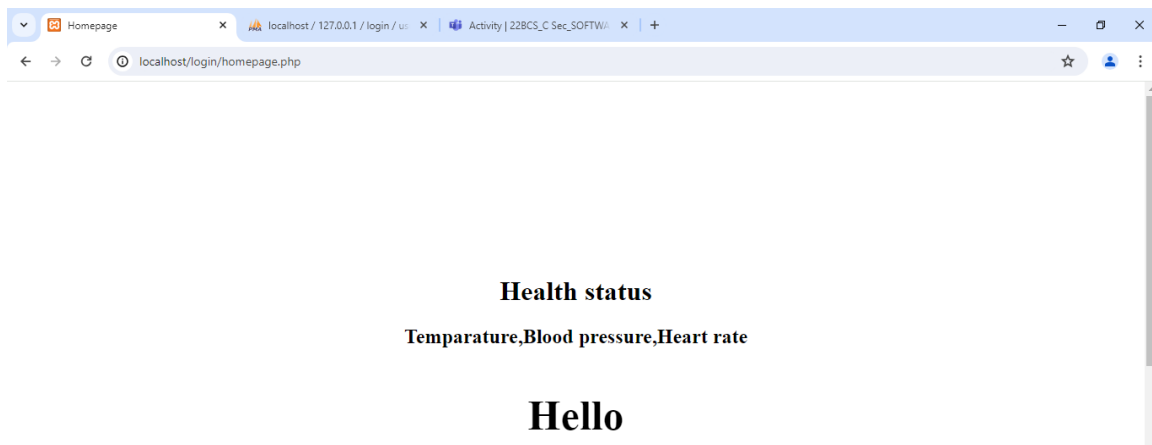 Homepage
localhost / 127.0.0.1 / login / us
Activity | 22BCS_C Sec_SOFTWA
localhost/login/homepage.php
Health status
Temparature,Blood pressure,Heart rate
Hello